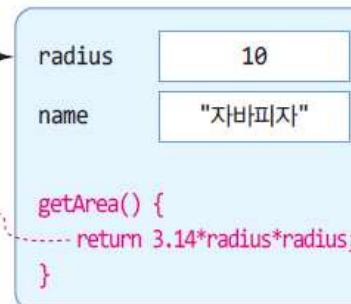 radius 10
name "자바피자"
getArea() {
return 3.14*radius*radius;
}